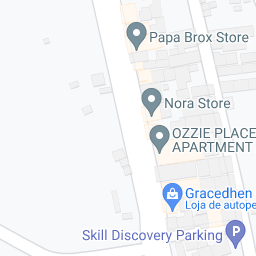 Papa Brox Store
Nora Store
OZZIE PLACE
APARTMENT
Gracedhen
Loja de autope
Skill Discovery Parking
P